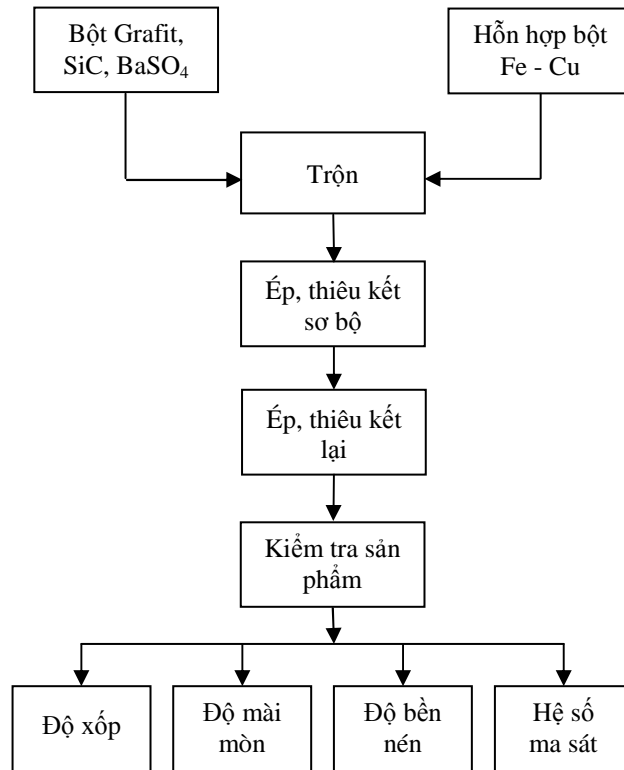 Bột Grafit,
SiC, BaSO₄
Hỗn hợp bột
Fe - Cu
Trộn
Ép, thiêu kết
sơ bộ
Ép, thiêu kết
lại
Kiểm tra sản
phẩm
Độ xốp
Độ mài
mòn
Độ bền
nén
Hệ số
ma sát